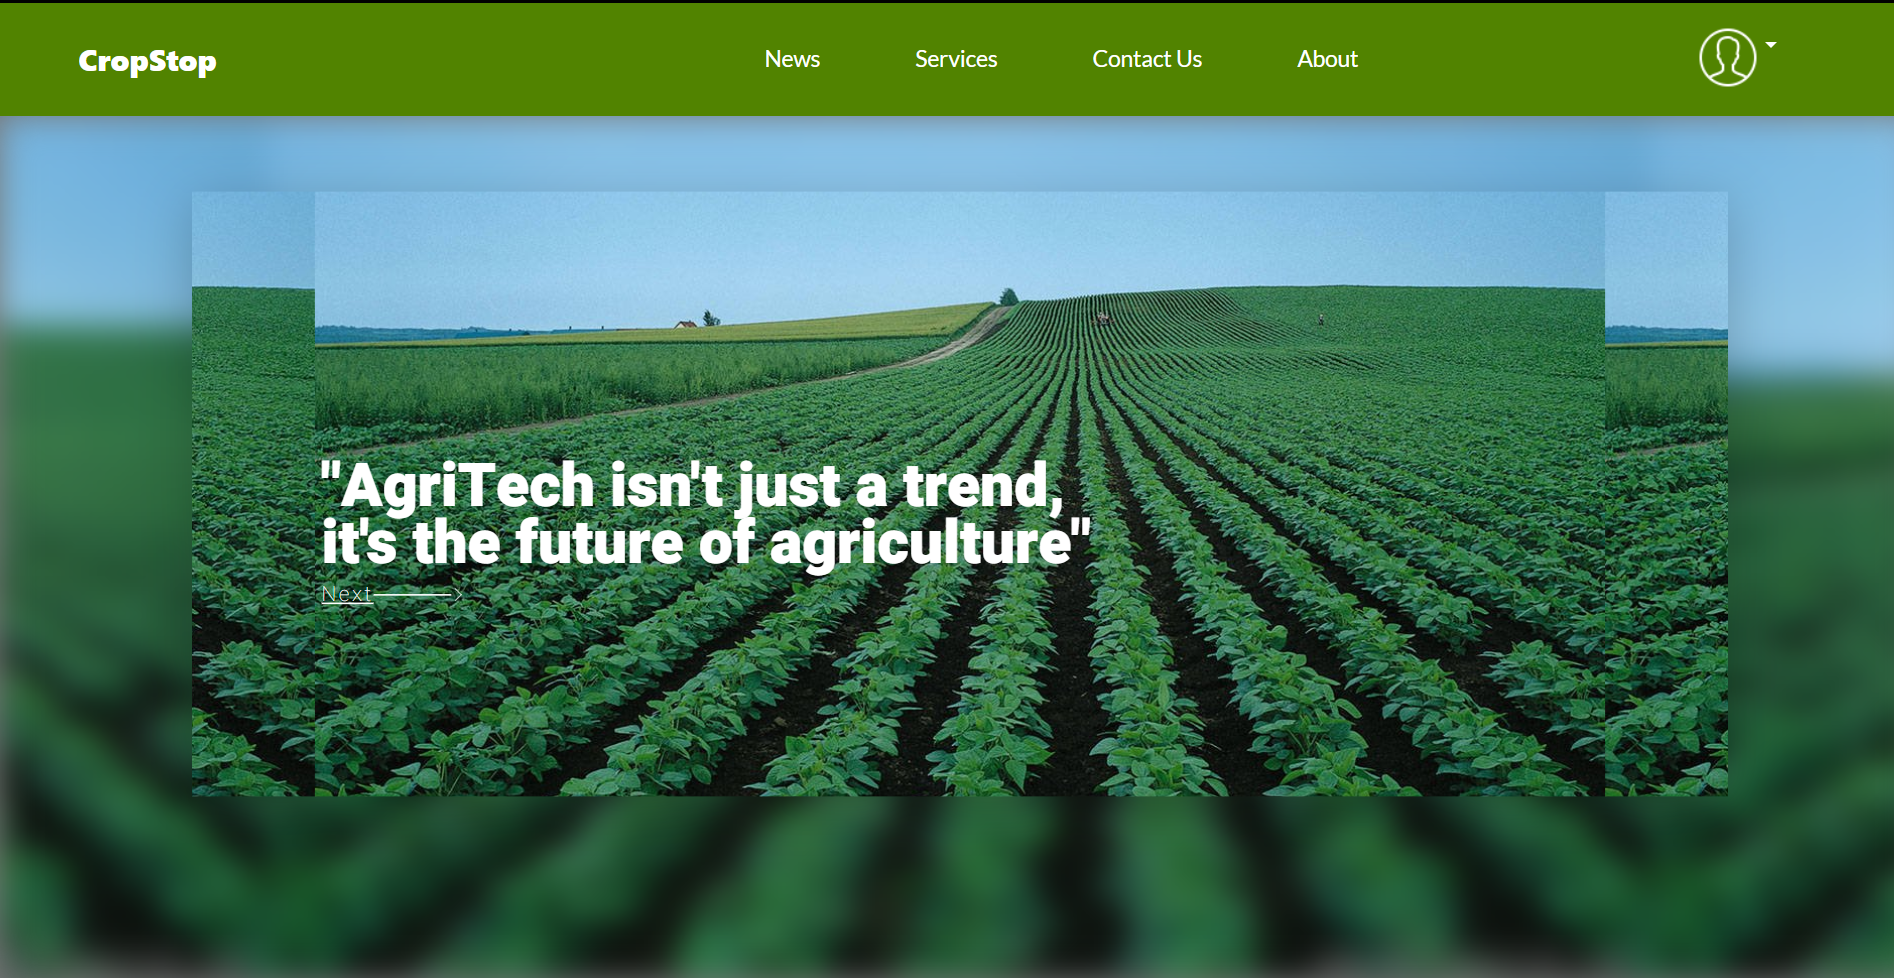 CropStop
News
Services
Contact Us
About
"AgriTech isn't just a trend,
it's the future of agriculture"
Next